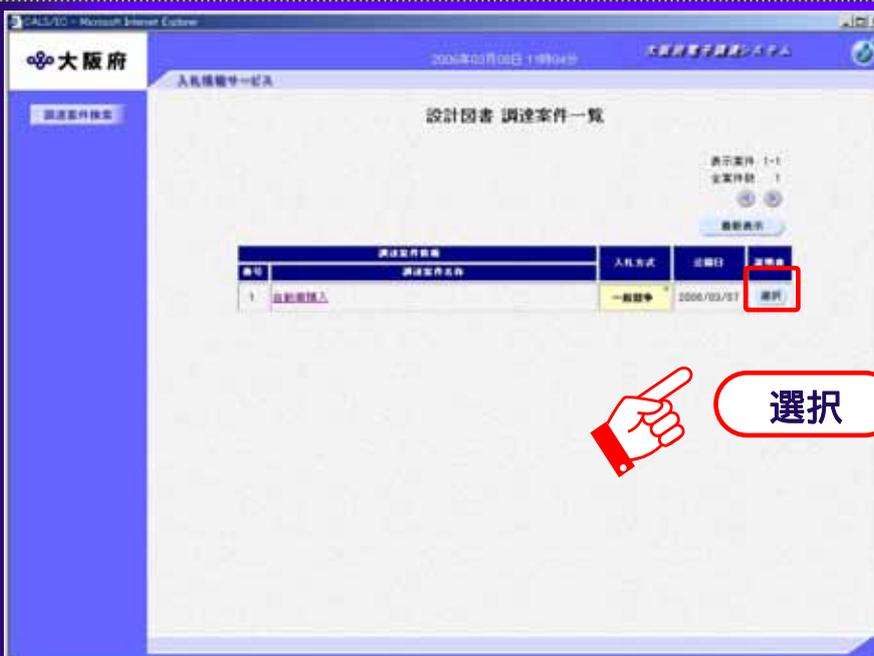 CALS/EC - Microsoft Internet Explorer
大阪府
2006年03月08日 11時04分
大阪府電子調達システム
入札情報サービス
調達案件検索
設計図書 調達案件一覧
表示案件 1-1
全案件数 1
最新表示
調達案件情報
番号 調達案件名称 入札方式 公開日 説明書
1 自動車購入 一般競争 2006/03/07 選択
選択